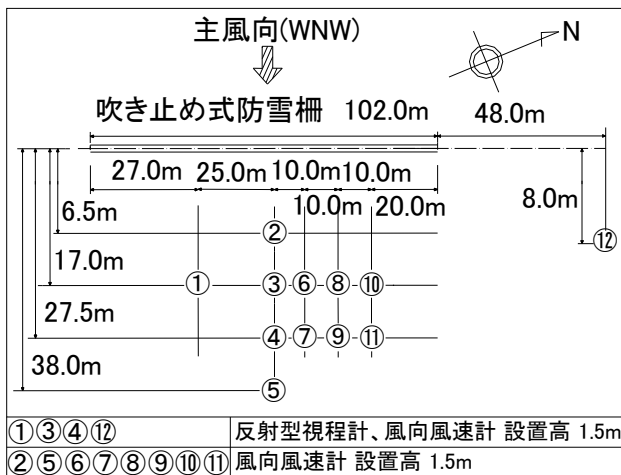 主風向(WNW)
N
吹き止め式防雪柵 102.0m 48.0m
27.0m 25.0m 10.0m 10.0m
10.0m 20.0m
6.5m
8.0m
②
⑫
17.0m
① ③ ⑥ ⑧ ⑩
27.5m
④ ⑦ ⑨ ⑪
38.0m
⑤
①③④⑫ 反射型視程計、風向風速計 設置高 1.5m
②⑤⑥⑦⑧⑨⑩⑪ 風向風速計 設置高 1.5m